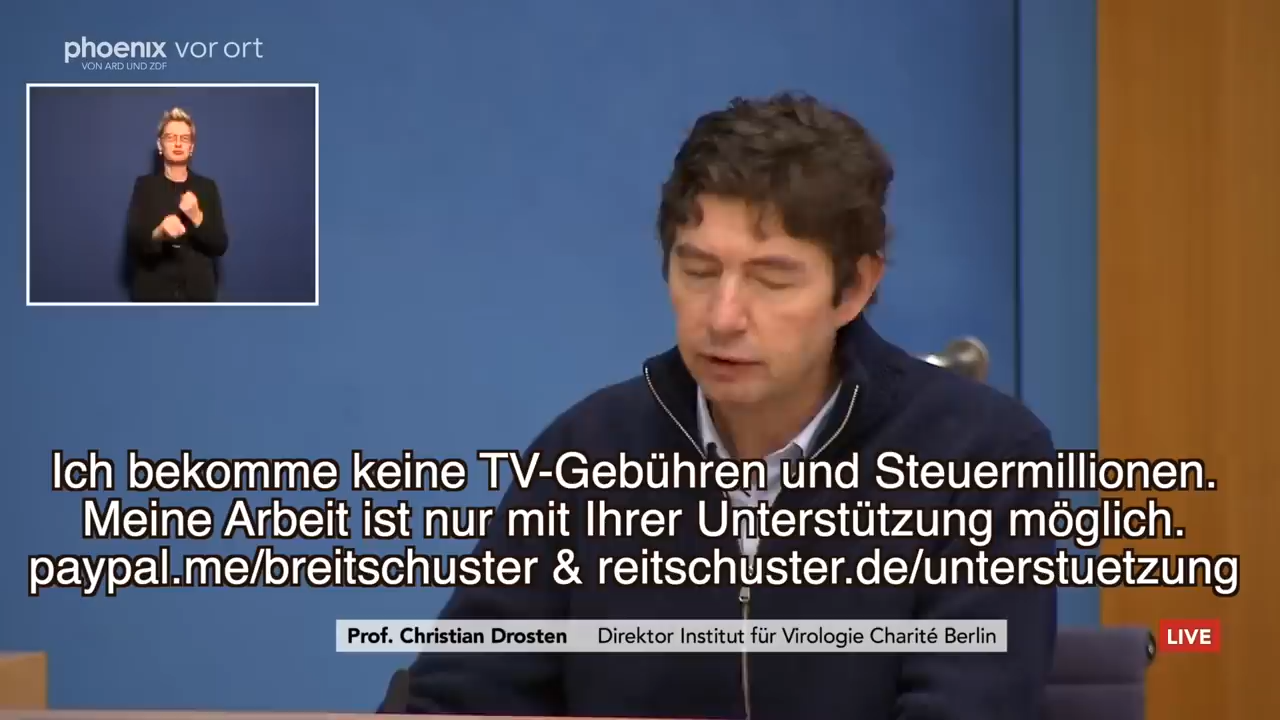 phoenix vor ort
VON ARD UND ZDF
Ich bekomme keine TV-Gebühren und Steuermillionen.
Meine Arbeit ist nur mit Ihrer Unterstützung möglich.
paypal.me/breitschuster & reitschuster.de/unterstuetzung
Prof. Christian Drosten Direktor Institut für Virologie Charité Berlin
LIVE